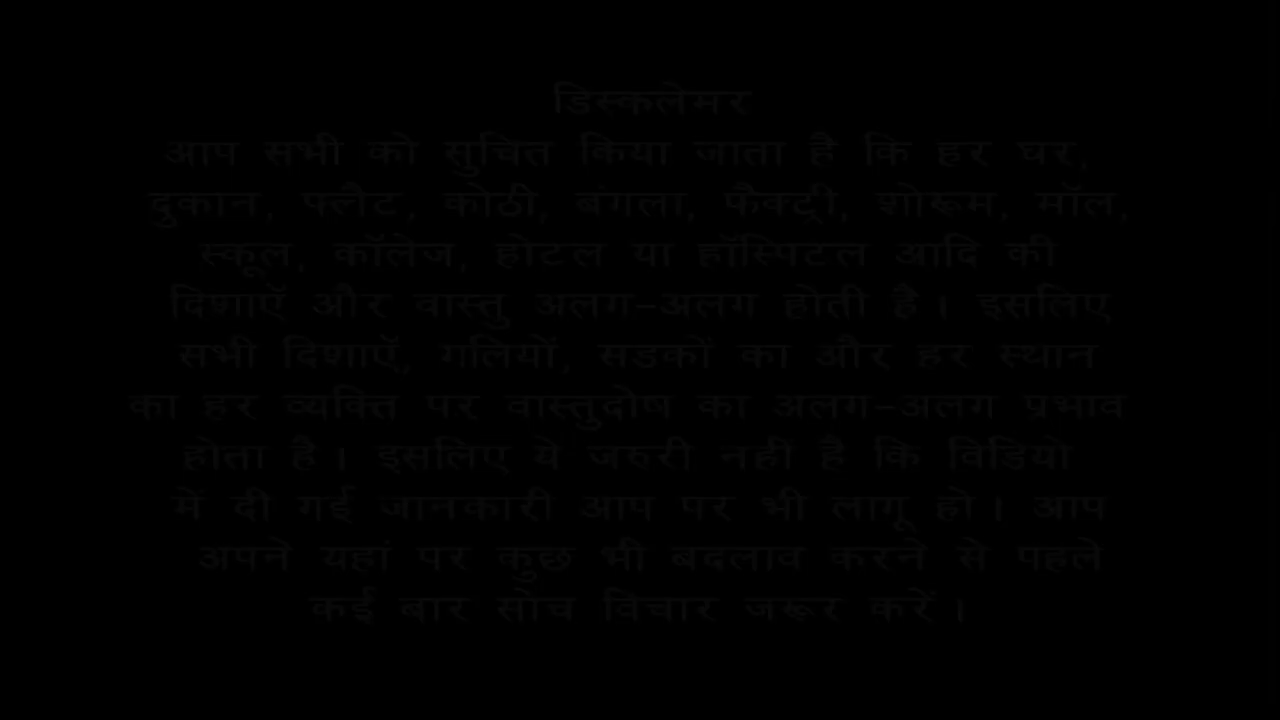 डिस्कलेमर
आप सभी को सुचित किया जाता है कि हर घर,
दुकान, फ्लैट, कोठी, बंगला, फैक्ट्री, शोरूम, मॉल,
स्कूल, कॉलेज, होटल या हॉस्पिटल आदि की
दिशाएँ और वास्तु अलग–अलग होती है। इसलिए
सभी दिशाएँ, गलियों, सडकों का और हर स्थान
का हर व्यक्ति पर वास्तुदोष का अलग–अलग प्रभाव
होता है। इसलिए ये जरुरी नही है कि विडियो
में दी गई जानकारी आप पर भी लागू हो। आप
अपने यहां पर कुछ भी बदलाव करने से पहले
कई बार सोच विचार जरूर करें।